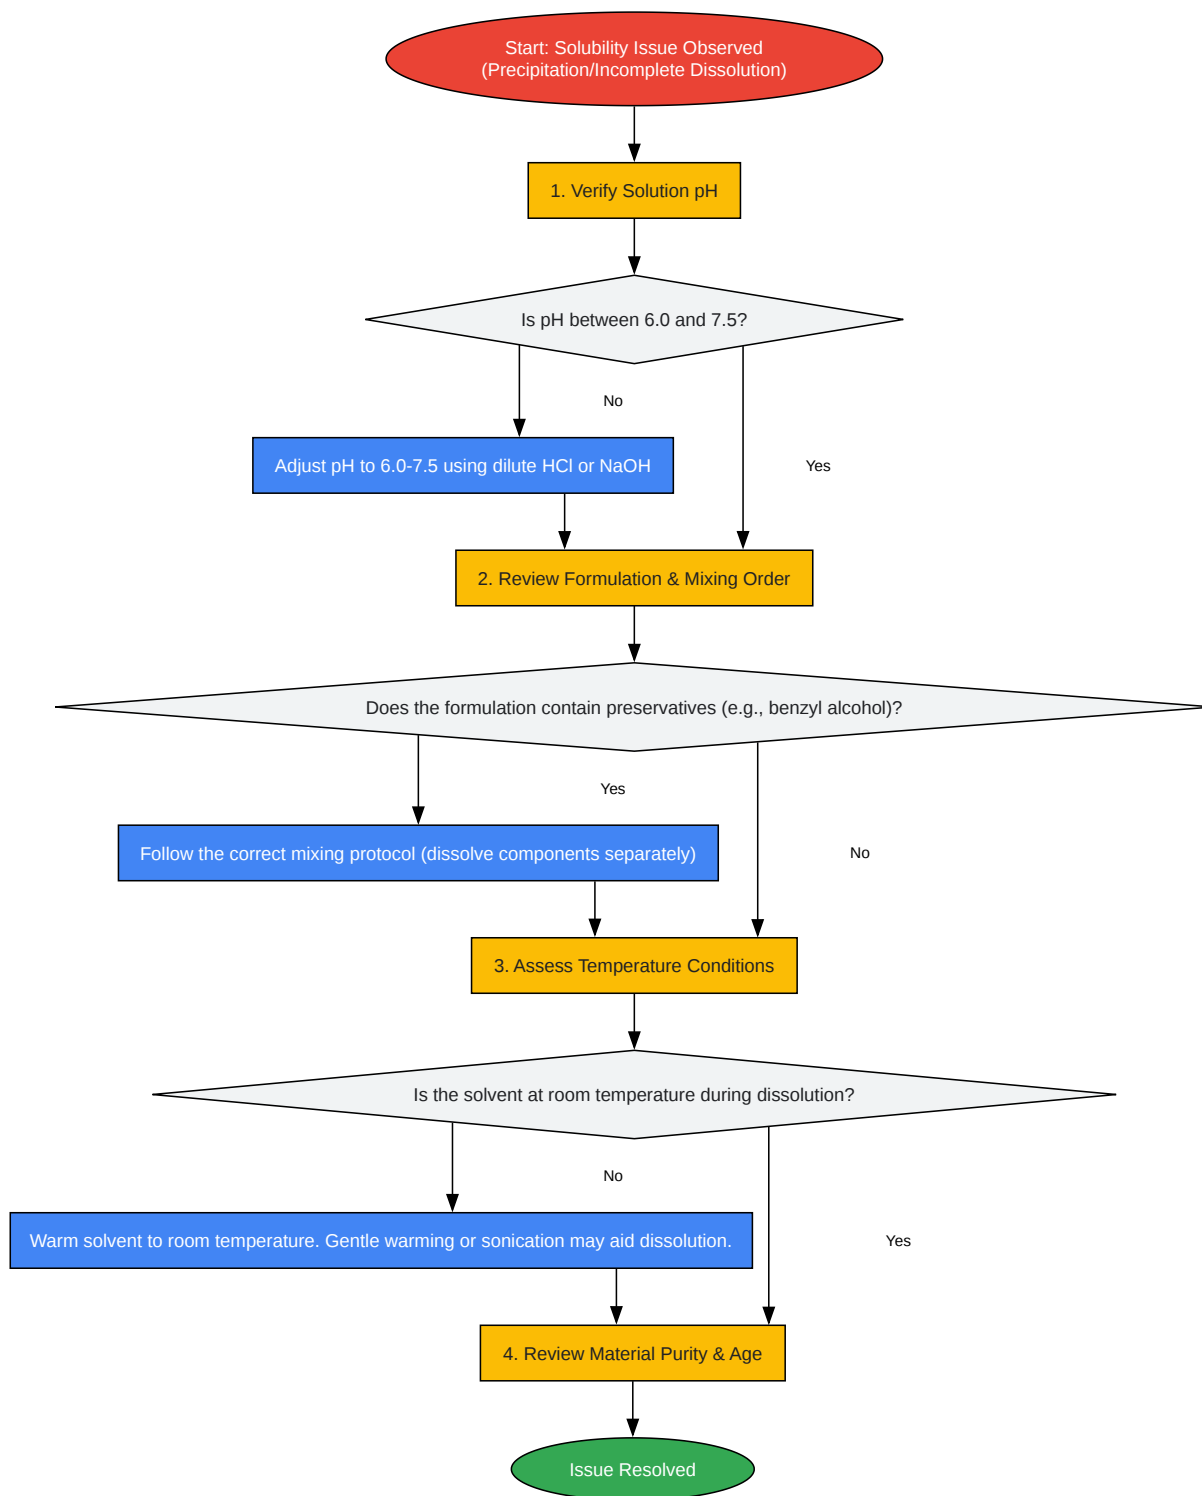 Start: Solubility Issue Observed
(Precipitation/Incomplete Dissolution)
1. Verify Solution pH
Is pH between 6.0 and 7.5?
No
Adjust pH to 6.0-7.5 using dilute HCl or NaOH
Yes
2. Review Formulation & Mixing Order
Does the formulation contain preservatives (e.g., benzyl alcohol)?
Yes
Follow the correct mixing protocol (dissolve components separately)
No
3. Assess Temperature Conditions
Is the solvent at room temperature during dissolution?
No
Warm solvent to room temperature. Gentle warming or sonication may aid dissolution.
Yes
4. Review Material Purity & Age
Issue Resolved